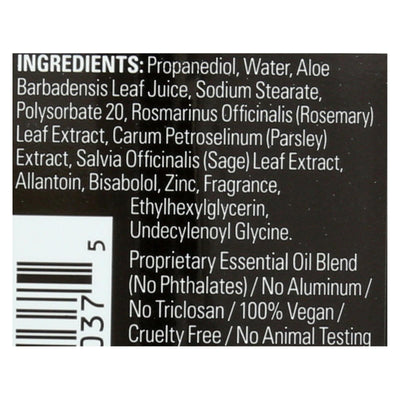 INGREDIENTS: Propanediol, Water, Aloe
Barbadensis Leaf Juice, Sodium Stearate,
Polysorbate 20, Rosmarinus Officinalis (Rosemary)
Leaf Extract, Carum Petroselinum (Parsley)
Extract, Salvia Officinalis (Sage) Leaf Extract,
Allantoin, Bisabolol, Zinc, Fragrance,
Ethylhexylglycerin,
Undecylenoyl Glycine.
Proprietary Essential Oil Blend
(No Phthalates) / No Aluminum /
No Triclosan / 100% Vegan /
Cruelty Free / No Animal Testing
5
037